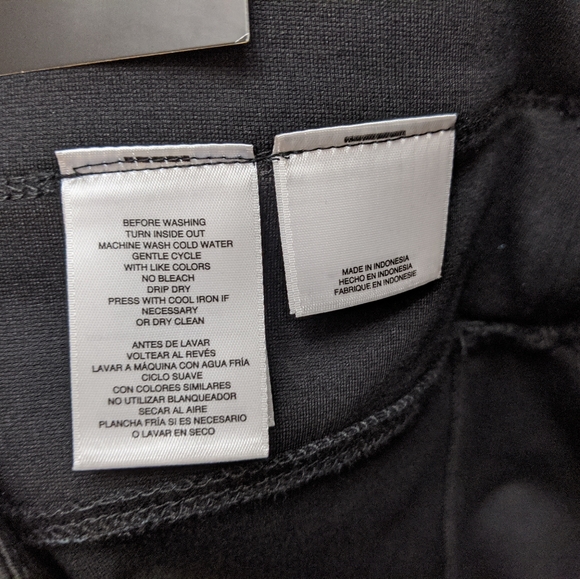 BEFORE WASHING
TURN INSIDE OUT
MACHINE WASH COLD WATER
GENTLE CYCLE
WITH LIKE COLORS
NO BLEACH
DRIP DRY
PRESS WITH COOL IRON IF
NECESSARY
OR DRY CLEAN
ANTES DE LAVAR
VOLTEAR AL REVÉS
LAVAR A MÁQUINA CON AGUA FRÍA
CICLO SUAVE
CON COLORES SIMILARES
NO UTILIZAR BLANQUEADOR
SECAR AL AIRE
PLANCHA FRÍA SI ES NECESARIO
O LAVAR EN SECO
MADE IN INDONESIA
HECHO EN INDONESIA
FABRIQUE EN INDONESIE